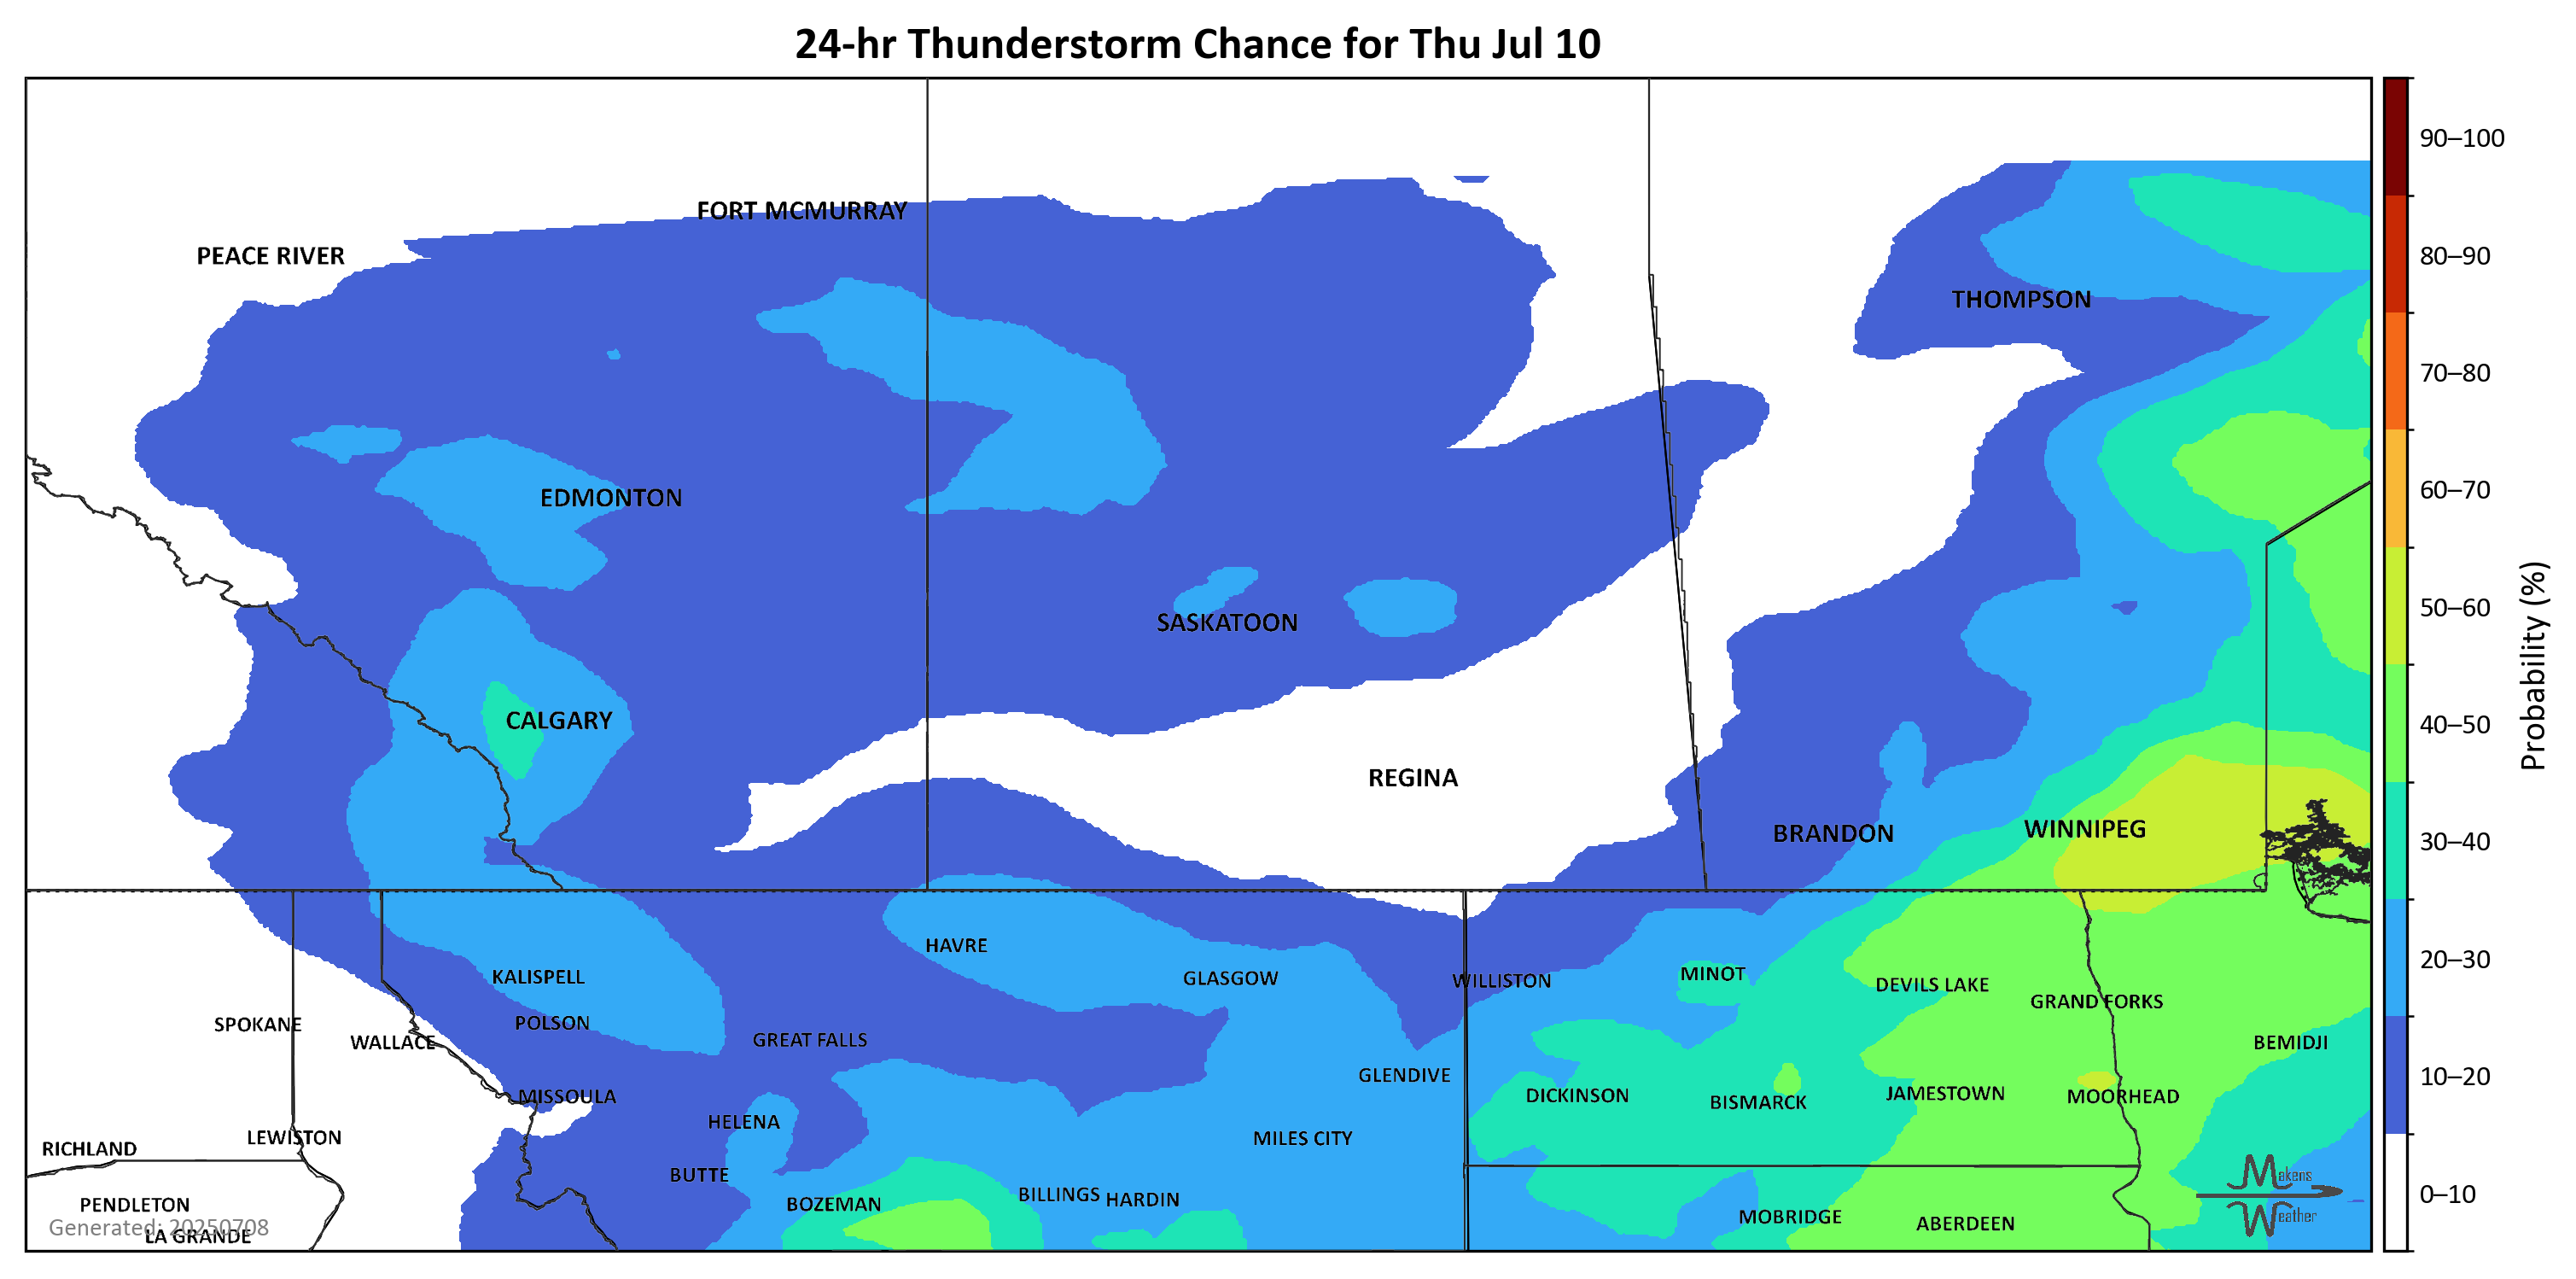 24-hr Thunderstorm Chance for Thu Jul 10
90–100
FORT MCMURRAY
PEACE RIVER
80–90
THOMPSON
70–80
60–70
EDMONTON
50–60
SASKATOON
Probability (%)
CALGARY
40–50
REGINA
WINNIPEG
BRANDON
30–40
HAVRE
20–30
MINOT
KALISPELL
GLASGOW
WILLISTON
DEVILS LAKE
GRAND FORKS
SPOKANE
POLSON
WALLACE
GREAT FALLS
BEMIDJI
GLENDIVE
10–20
MISSOULA
DICKINSON
BISMARCK
JAMESTOWN
MOORHEAD
HELENA
LEWISTON
MILES CITY
RICHLAND
BUTTE
Makens
0–10
PENDLETON
BOZEMAN
BILLINGS
HARDIN
MOBRIDGE
Weather
ABERDEEN
Generated: 20250708
LA GRANDE